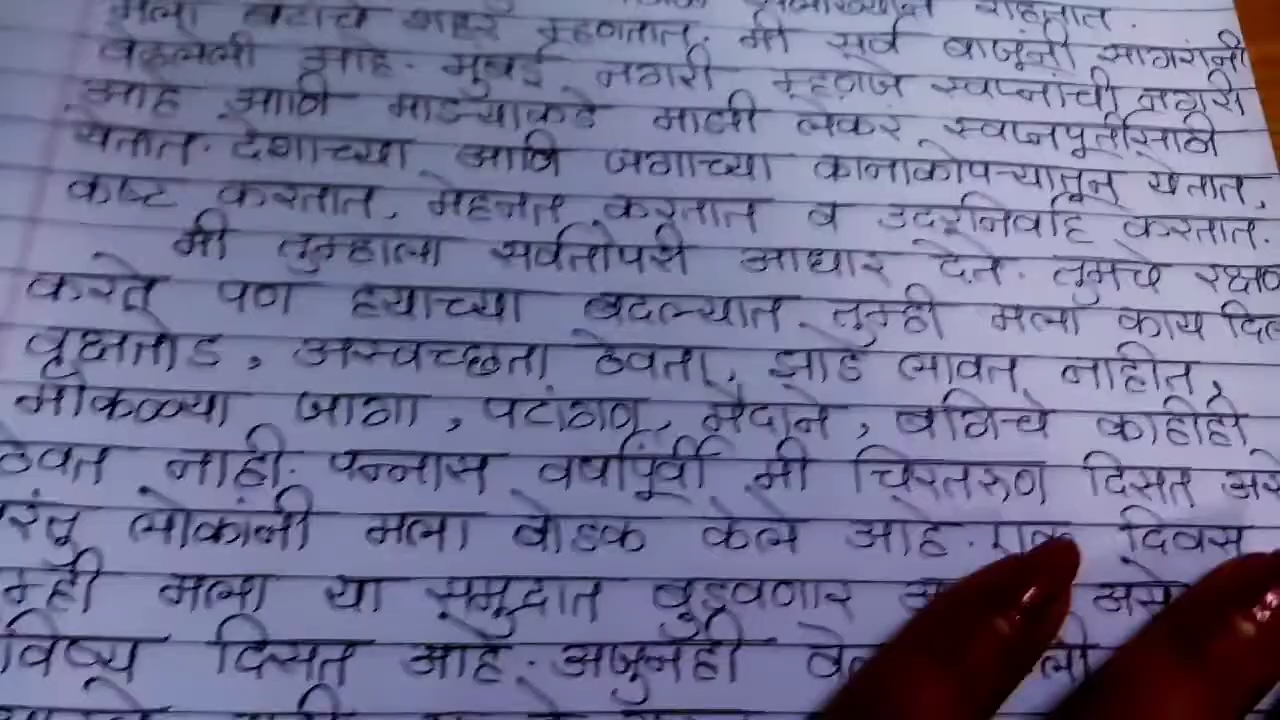 राहतात.
मला बेटाचे शहर म्हणतात. मी सर्व बाजूंनी सागरांनी
वेढलेली आहे. मुंबई नगरी म्हणजे स्वप्नांची नगरी
आहे आणि माझ्याकडे माझी लेकरं स्वप्नपूर्तीसाठी
येतात. देशाच्या आणि जगाच्या कानाकोपऱ्यातून येतात,
कष्ट करतात, मेहनत करतात व उदरनिर्वाह करतात.
मी तुम्हाला सर्वतोपरी आधार देते. तुमचे रक्षण
करते पण ह्याच्या बदल्यात तुम्ही मला काय दिल
वृक्षतोड, अस्वच्छता ठेवता, झाडे लावत नाहीत,
मोकळ्या जागा, पटांगण, मैदाने, बगिचे काहीही
ठेवत नाही. पन्नास वर्षांपूर्वी मी चिरतरुण दिसत असे
रंतू लोकांनी मला बोडके केले आहे. एक दिवस
म्ही मला या समुद्रात बुडवणार असे
विष्य दिसत आहे. अजूनही